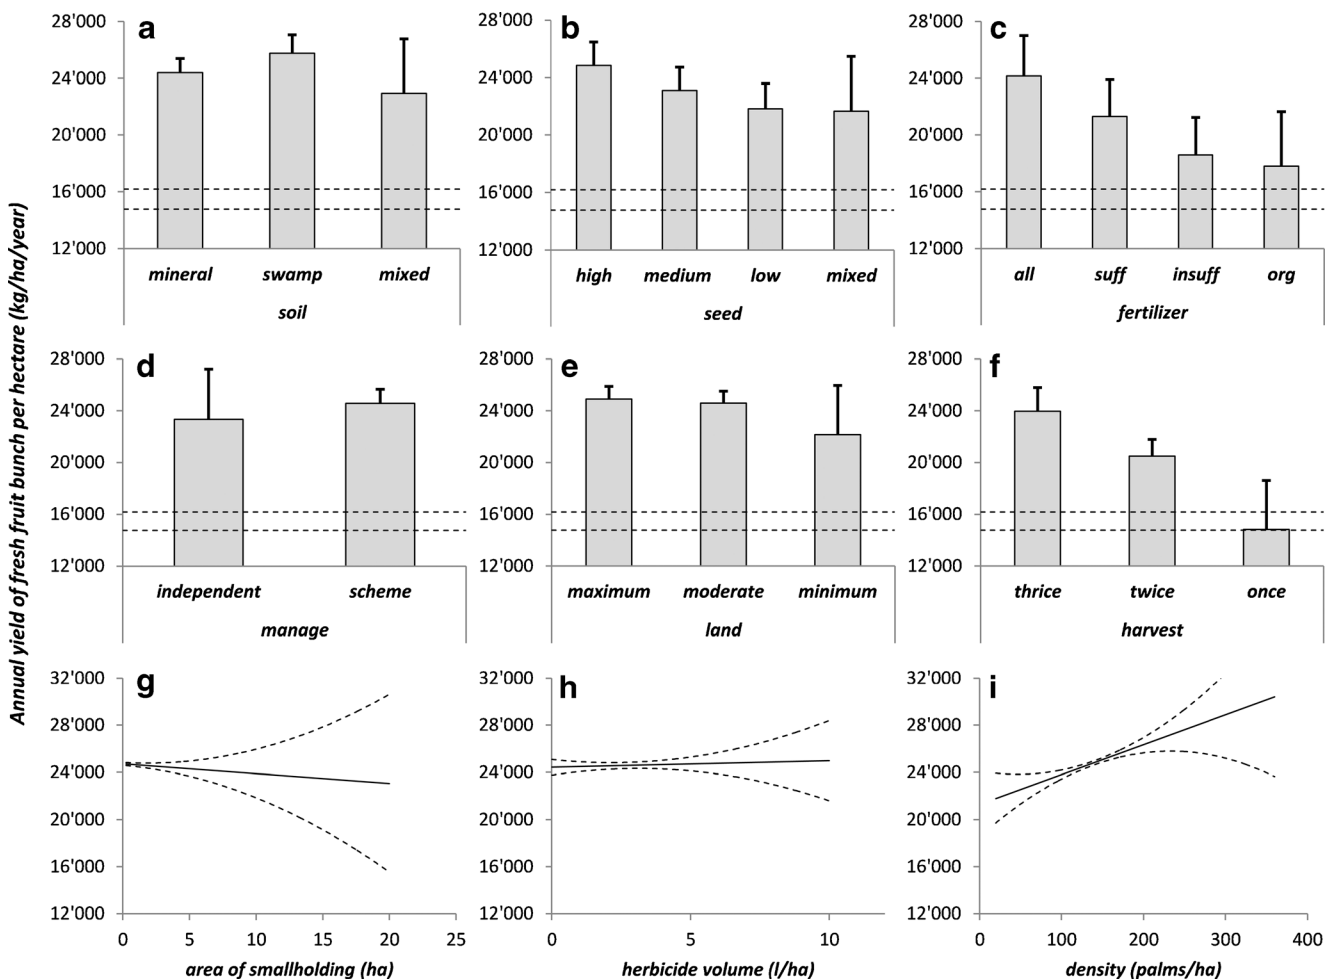 Annual yield of fresh fruit bunch per hectare (kg/ha/year)
a
28'000
24'000
20'000
16'000
12'000
mineral swamp mixed
soil
b
28'000
24'000
20'000
16'000
12'000
high medium low mixed
seed
c
28'000
24'000
20'000
16'000
12'000
all suff insuff org
fertilizer
d
28'000
24'000
20'000
16'000
12'000
independent scheme
manage
e
28'000
24'000
20'000
16'000
12'000
maximum moderate minimum
land
f
28'000
24'000
20'000
16'000
12'000
thrice twice once
harvest
g
32'000
28'000
24'000
20'000
16'000
12'000
0 5 10 15 20 25
area of smallholding (ha)
h
32'000
28'000
24'000
20'000
16'000
12'000
0 5 10
herbicide volume (l/ha)
i
32'000
28'000
24'000
20'000
16'000
12'000
0 100 200 300 400
density (palms/ha)